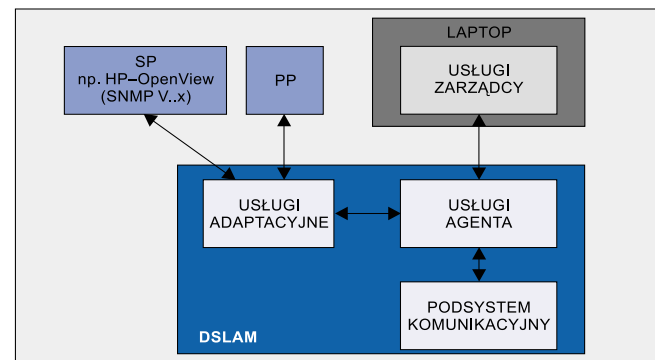 SP
np. HP–OpenView
(SNMP V..x)
PP
LAPTOP
USŁUGI
ZARZĄDCY
USŁUGI
ADAPTACYJNE
USŁUGI
AGENTA
PODSYSTEM
KOMUNIKACYJNY
DSLAM